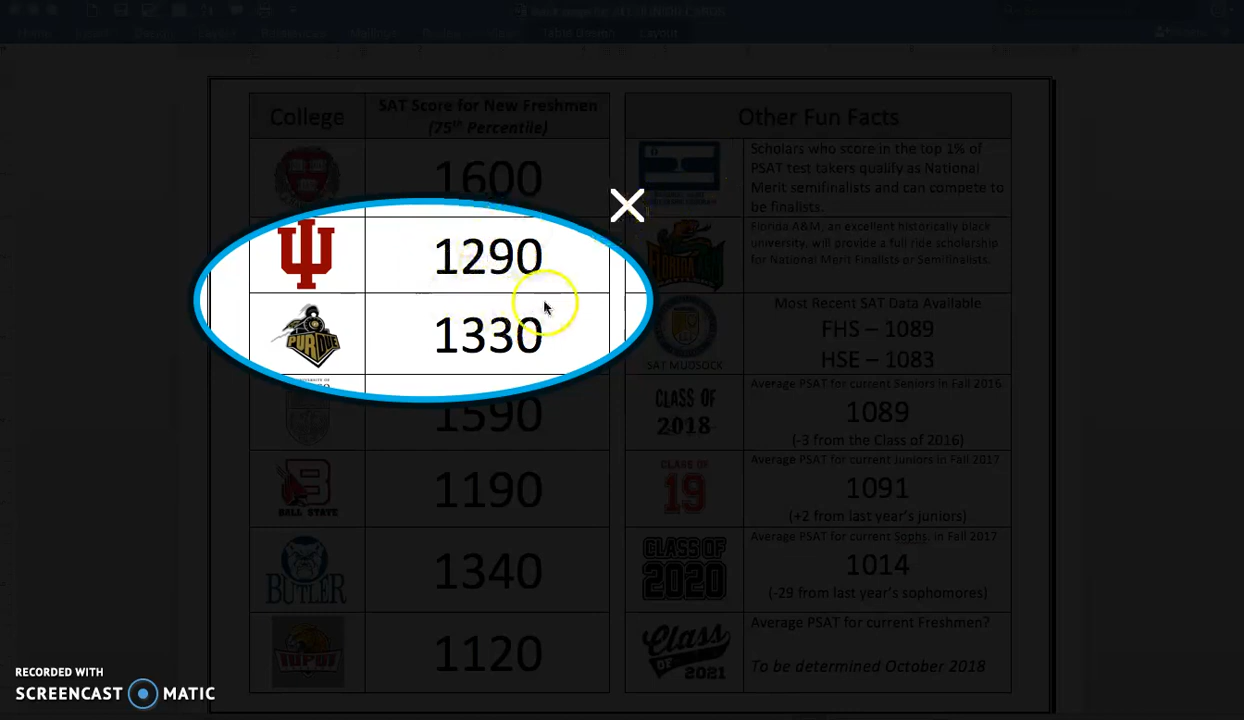 Table Design
Layout
College
SAT Score for New Freshmen
(75th Percentile)
1600
1290
PURDUE
1330
1590
BALL STATE
1190
BUTLER
1340
IUPUI
1120
Other Fun Facts
Scholars who score in the top 1% of
PSAT test takers qualify as National
Merit semifinalists and can compete to
be finalists.
Florida A&M, an excellent historically black
university, will provide a full ride scholarship
for National Merit Finalists or Semifinalists.
SAT MUDSOCK
Most Recent SAT Data Available
FHS – 1089
HSE – 1083
CLASS OF
2018
Average PSAT for current Seniors in Fall 2016
1089
(-3 from the Class of 2016)
CLASS OF
19
Average PSAT for current Juniors in Fall 2017
1091
(+2 from last year's juniors)
CLASS OF
2020
Average PSAT for current Sophs. in Fall 2017
1014
(-29 from last year's sophomores)
Class
OF
2021
Average PSAT for current Freshmen?
To be determined October 2018
RECORDED WITH
SCREENCAST MATIC